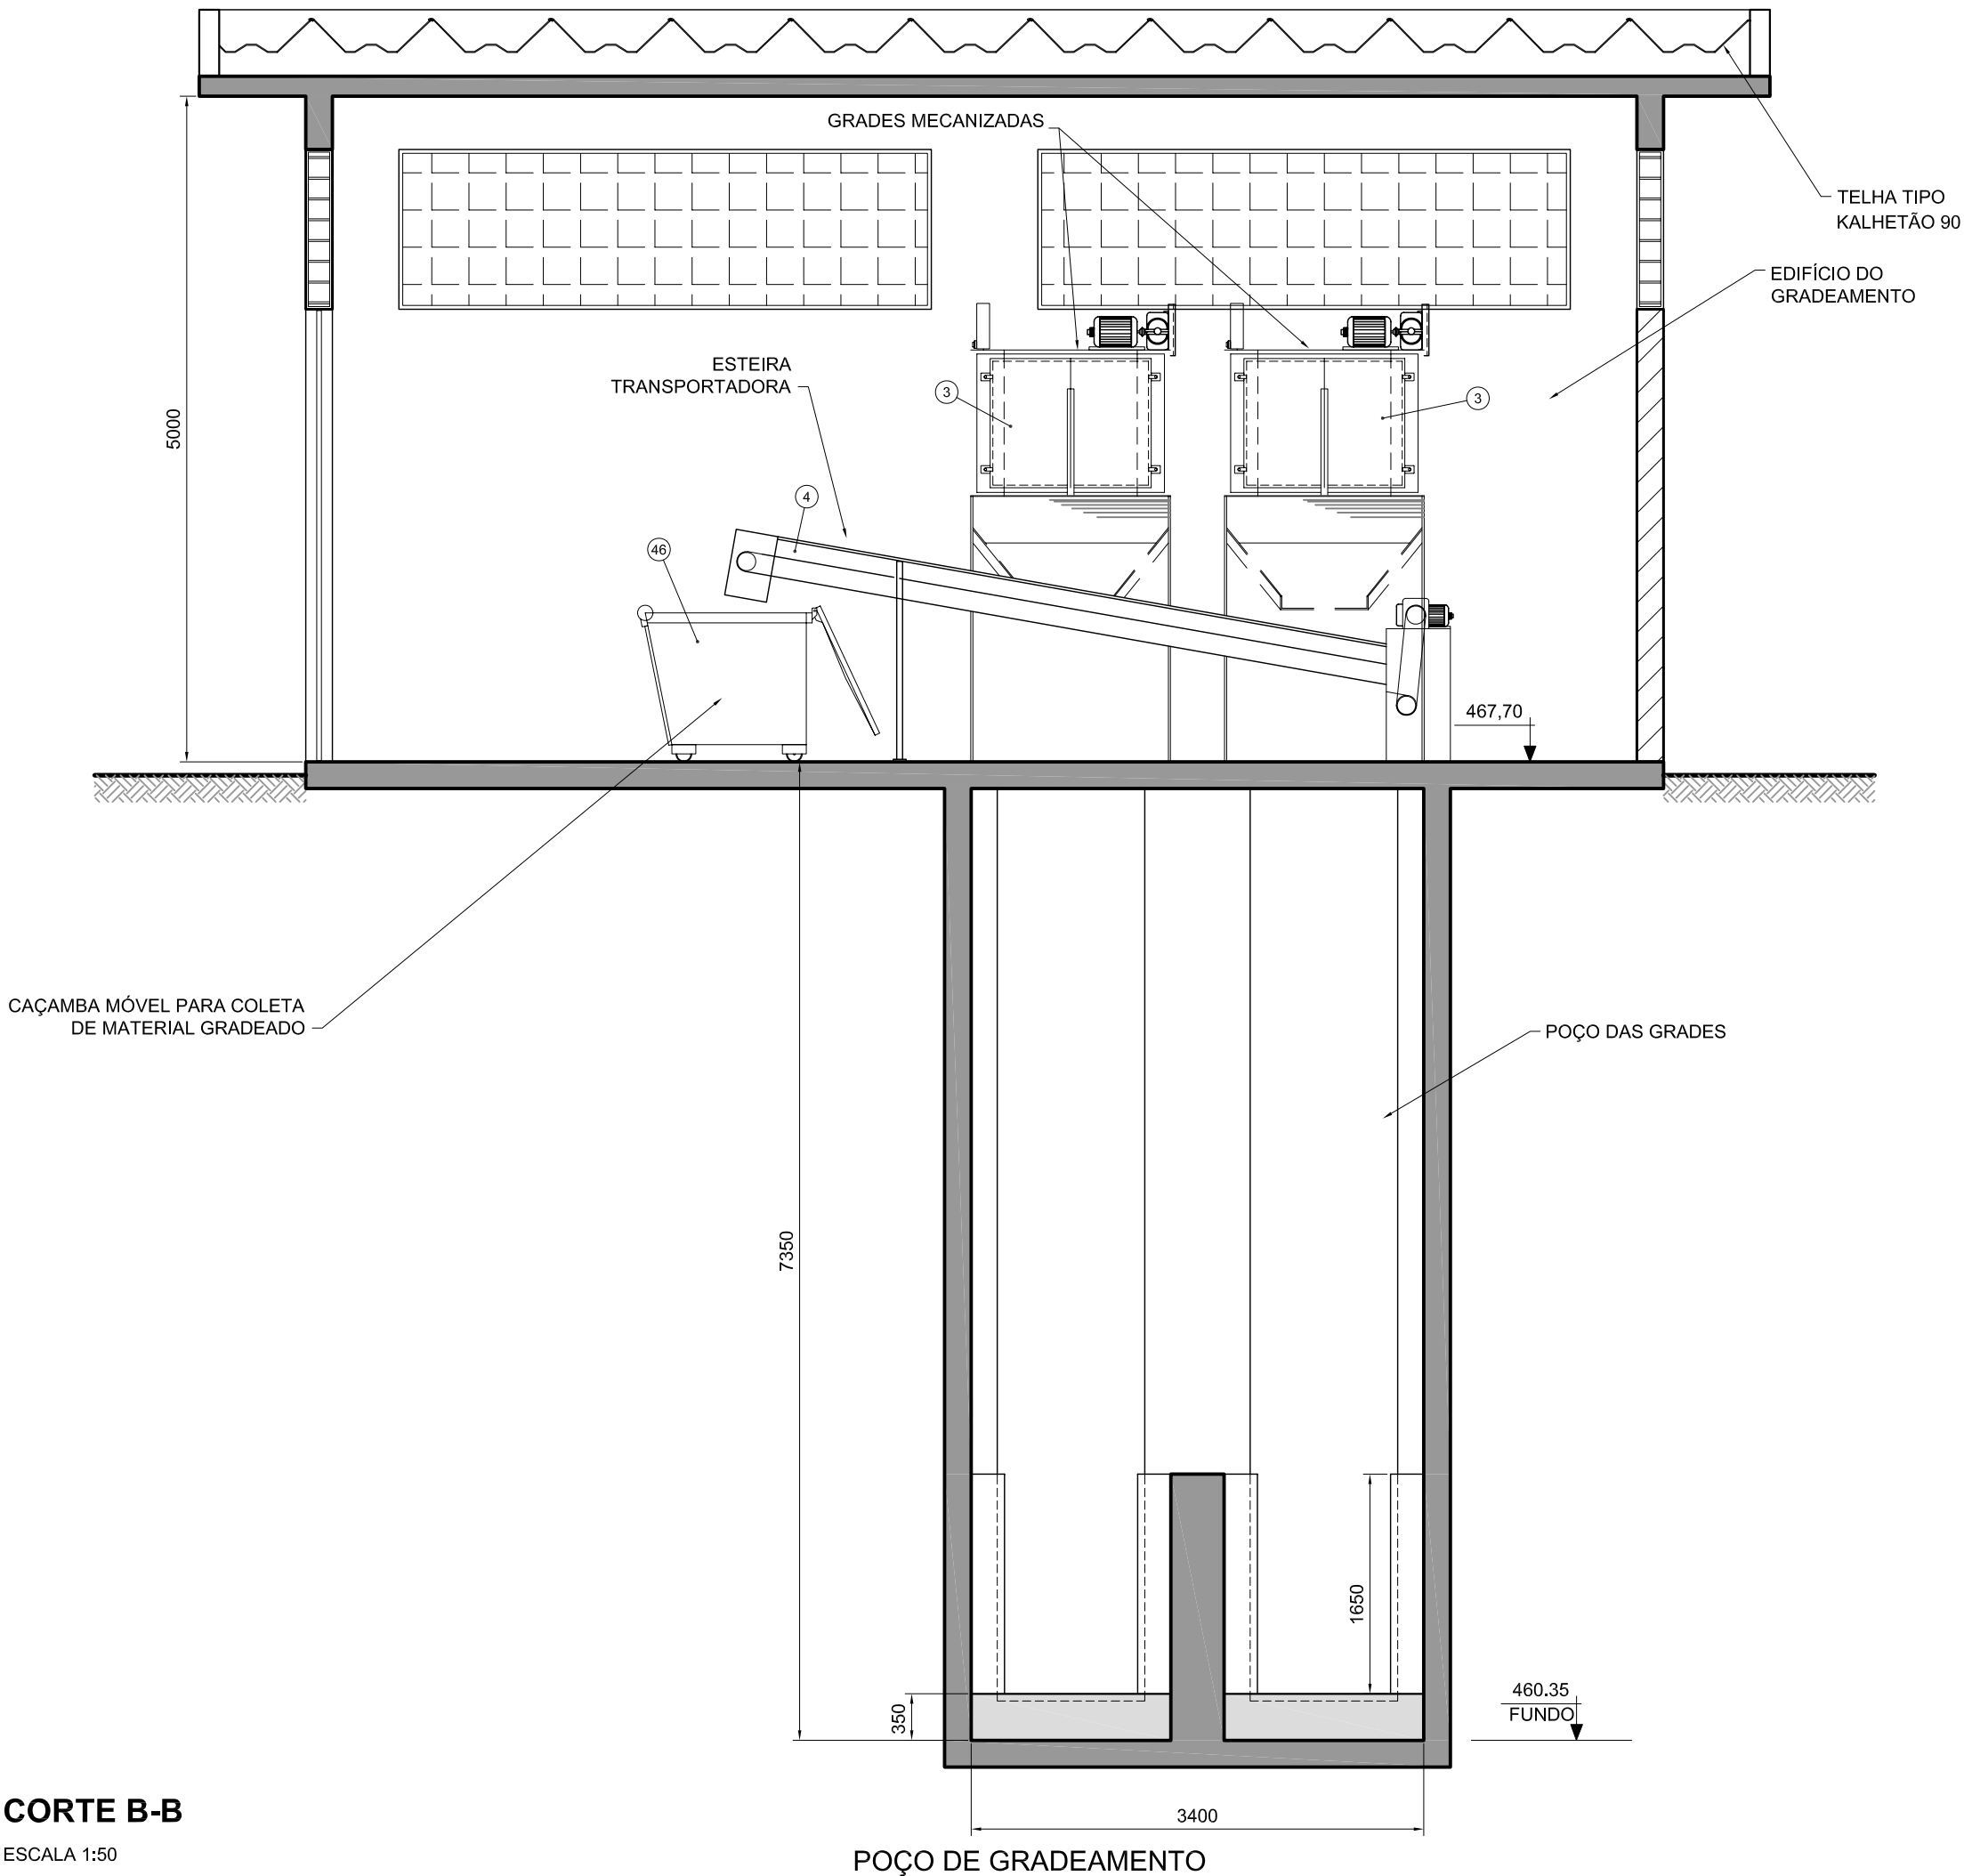 GRADES MECANIZADAS
TELHA TIPO
KALHETÃO 90
EDIFÍCIO DO
GRADEAMENTO
ESTEIRA
TRANSPORTADORA
3
3
5000
4
46
467,70
CAÇAMBA MÓVEL PARA COLETA
DE MATERIAL GRADEADO
POÇO DAS GRADES
7350
1650
350
460.35
FUNDO
3400
CORTE B-B
ESCALA 1:50
POÇO DE GRADEAMENTO